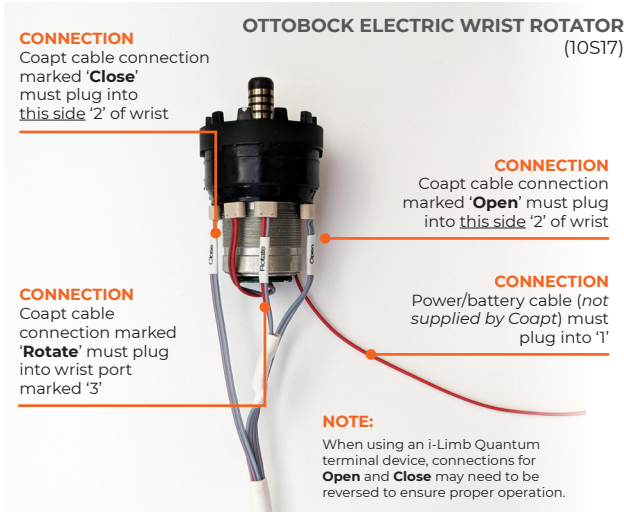 OTTOBOCK ELECTRIC WRIST ROTATOR
(10S17)
CONNECTION
Coapt cable connection
marked ‘Close’
must plug into
this side ‘2’ of wrist
CONNECTION
Coapt cable connection
marked ‘Open’ must plug
into this side ‘2’ of wrist
CONNECTION
Power/battery cable (not
supplied by Coapt) must
plug into ‘1’
CONNECTION
Coapt cable
connection marked
‘Rotate’ must plug
into wrist port
marked ‘3’
Close
Rotate
Open
NOTE:
When using an i-Limb Quantum
terminal device, connections for
Open and Close may need to be
reversed to ensure proper operation.